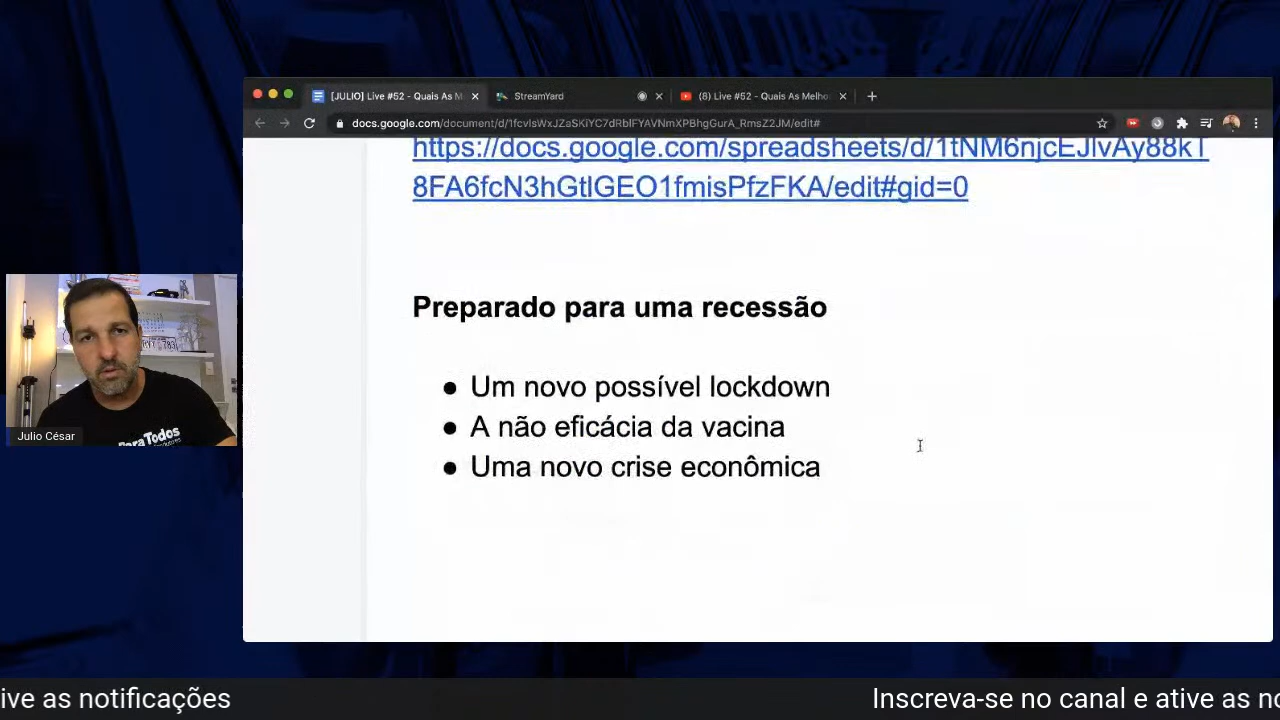 [JULIO] Live #52 - Quais As M
StreamYard
(8) Live #52 - Quais As Melho
docs.google.com/document/d/1fcvIsWxJZaSKiYC7dRblFYAVNmXPBhgGurA_RmsZ2JM/edit#
https://docs.google.com/spreadsheets/d/1tNM6njcEJlvAy88kT
8FA6fcN3hGtlGEO1fmisPfzFKA/edit#gid=0
Preparado para uma recessão
● Um novo possível lockdown
● A não eficácia da vacina
● Uma novo crise econômica
ParaTodos
Julio César
ive as notificações
Inscreva-se no canal e ative as no